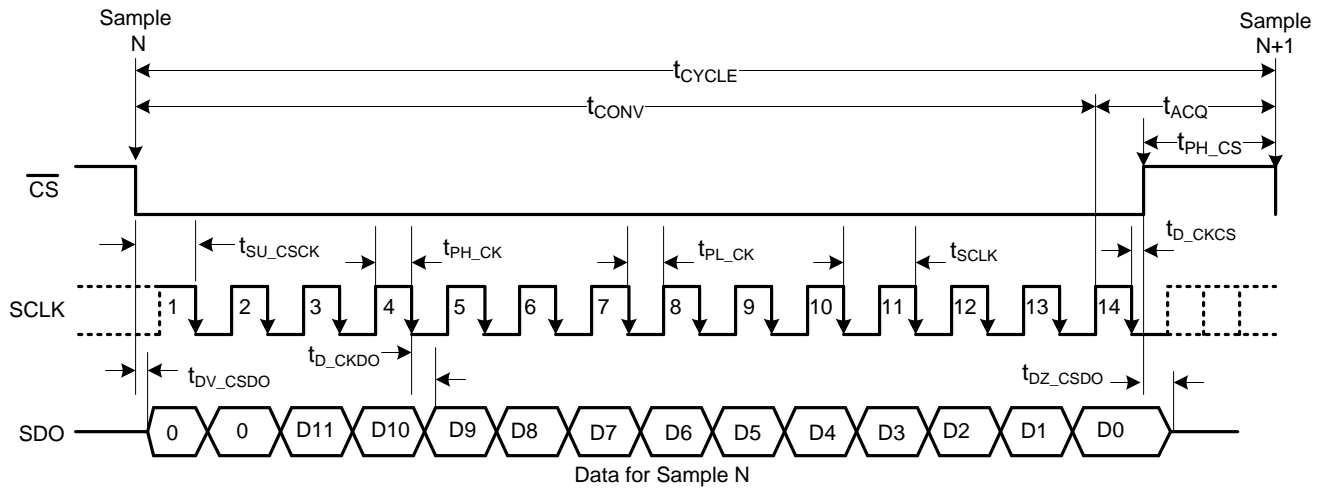 Sample
N
Sample
N+1
tCYCLE
tCONV
tACQ
tPH_CS
CS
tSU_CSCK
tPH_CK
tPL_CK
tSCLK
tD_CKCS
SCLK
1 2 3 4 5 6 7 8 9 10 11 12 13 14
tD_CKDO
tDV_CSDO
tDZ_CSDO
SDO
0 0 D11 D10 D9 D8 D7 D6 D5 D4 D3 D2 D1 D0
Data for Sample N